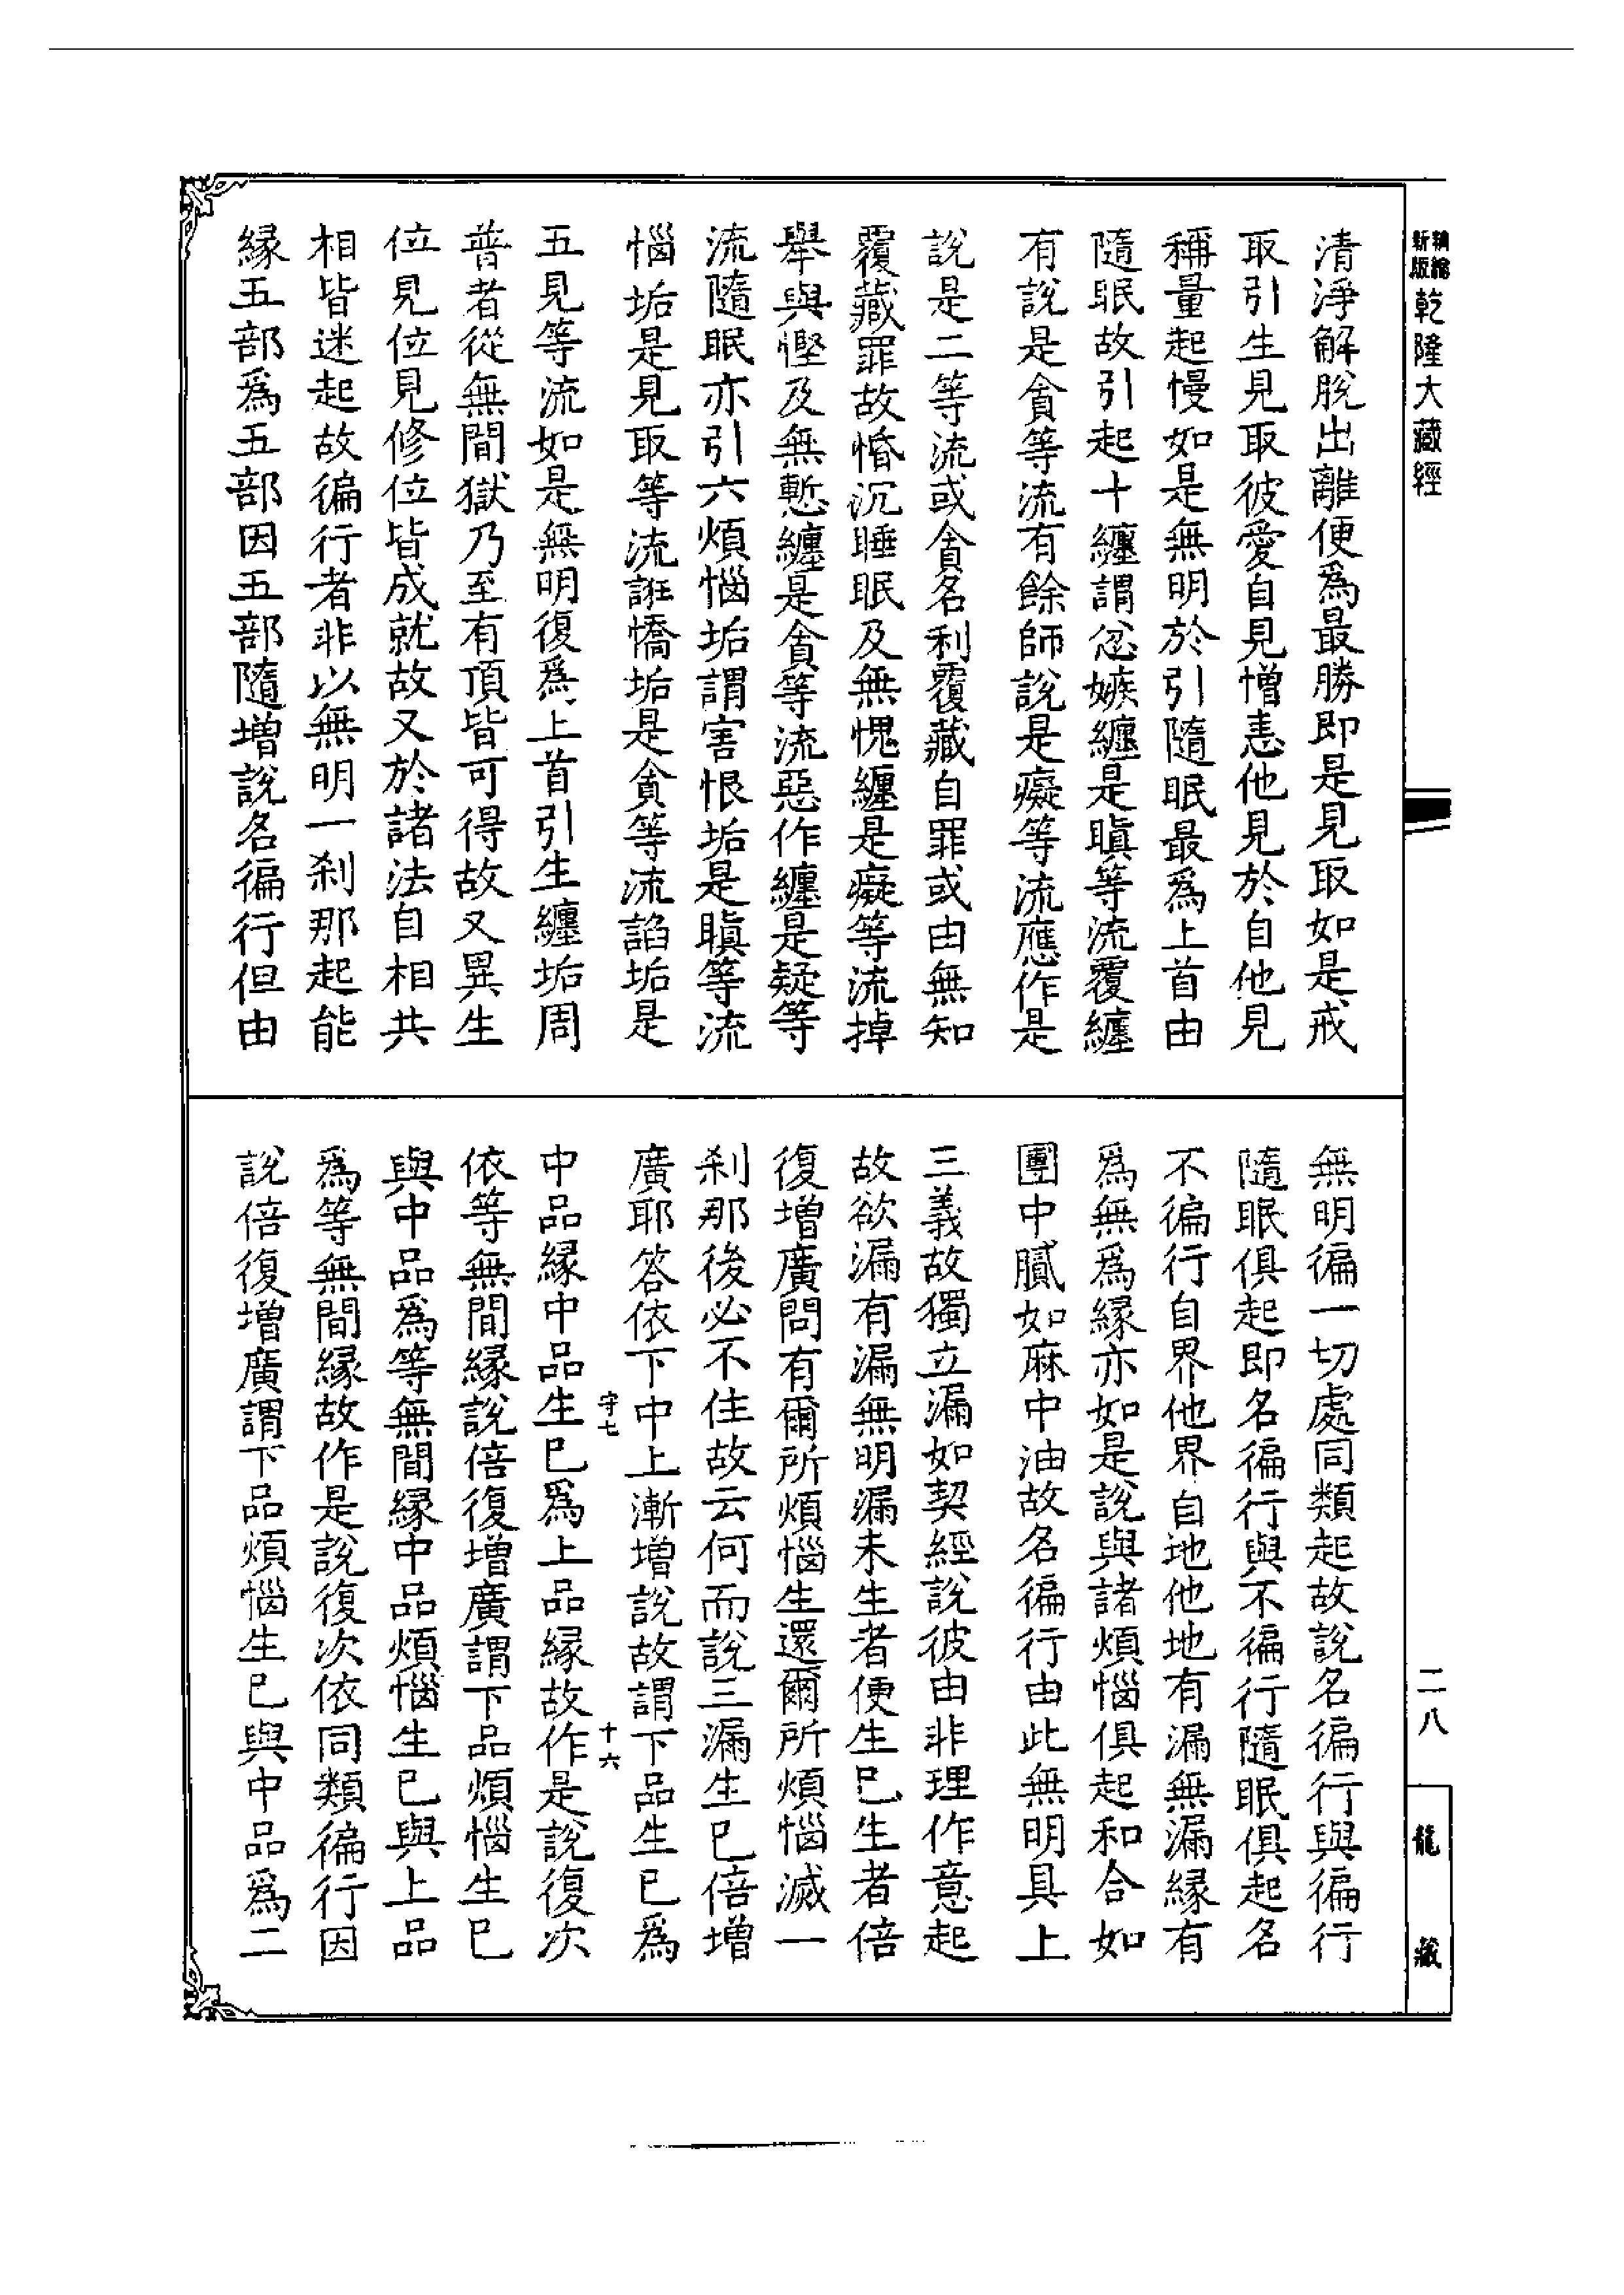 精縮新版乾隆大藏經
清淨解脫出離便爲最勝即是見取如是戒
取引生見取彼愛自見憎恚他見於自他見
稱量起慢如是無明於引隨眠最爲上首由
隨眠故引起十纏謂忿嫉纏是瞋等流覆纏
有說是貪等流有餘師說是癡等流應作是
說是二等流或貪名利覆藏自罪或由無知
覆藏罪故惛沉睡眠及無愧纏是癡等流掉
舉與慳及無慙纏是貪等流惡作纏是疑等
流隨眠亦引六煩惱垢謂害恨垢是瞋等流
惱垢是見取等流誑憍垢是貪等流諂垢是
五見等流如是無明復爲上首引生纏垢周
普者從無間獄乃至有頂皆可得故又異生
位見位見修位皆成就故又於諸法自相共
相皆迷起故徧行者非以無明一刹那起能
緣五部爲五部因五部隨增說名徧行但由
無明徧一切處同類起故說名徧行與徧行
隨眠俱起即名徧行與不徧行隨眠俱起名
不徧行自界他界自地他地有漏無漏緣有
爲無爲緣亦如是說與諸煩惱俱起和合如
團中膩如麻中油故名徧行由此無明具上
三義故獨立漏如契經說彼由非理作意起
故欲漏有漏無明漏未生者便生已生者倍
復增廣問有爾所煩惱生還爾所煩惱滅一
刹那後必不住故云何而說三漏生已倍增
廣耶答依下中上漸增說故謂下品生已爲
守七
十六
中品緣中品生已爲上品緣故作是說復次
依等無間緣說倍復增廣謂下品煩惱生已
與中品爲等無間緣中品煩惱生已與上品
爲等無間緣故作是說復次依同類徧行因
說倍復增廣謂下品煩惱生已與中品爲二
二八
龍藏